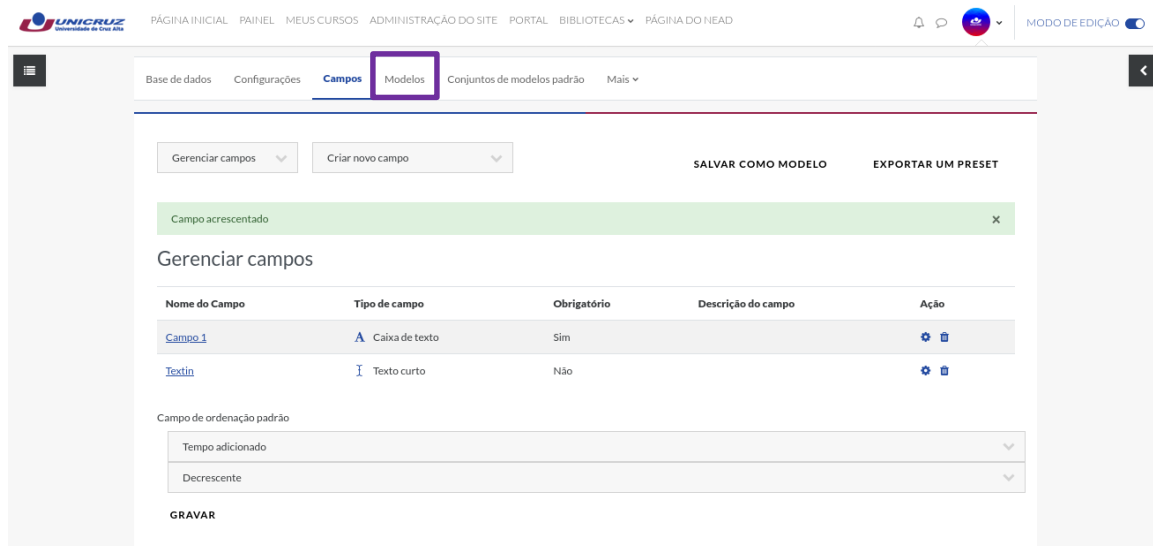 UNICRUZ
Universidade de Cruz Alta
PÁGINA INICIAL PAINEL MEUS CURSOS ADMINISTRAÇÃO DO SITE PORTAL BIBLIOTECAS PÁGINA DO NEAD
MODO DE EDIÇÃO
Base de dados Configurações Campos Modelos Conjuntos de modelos padrão Mais
Gerenciar campos Criar novo campo SALVAR COMO MODELO EXPORTAR UM PRESET
Campo acrescentado ×
Gerenciar campos
Nome do Campo Tipo de campo Obrigatório Descrição do campo Ação
Campo 1 A Caixa de texto Sim
Textin Texto curto Não
Campo de ordenação padrão
Tempo adicionado
Decrescente
GRAVAR